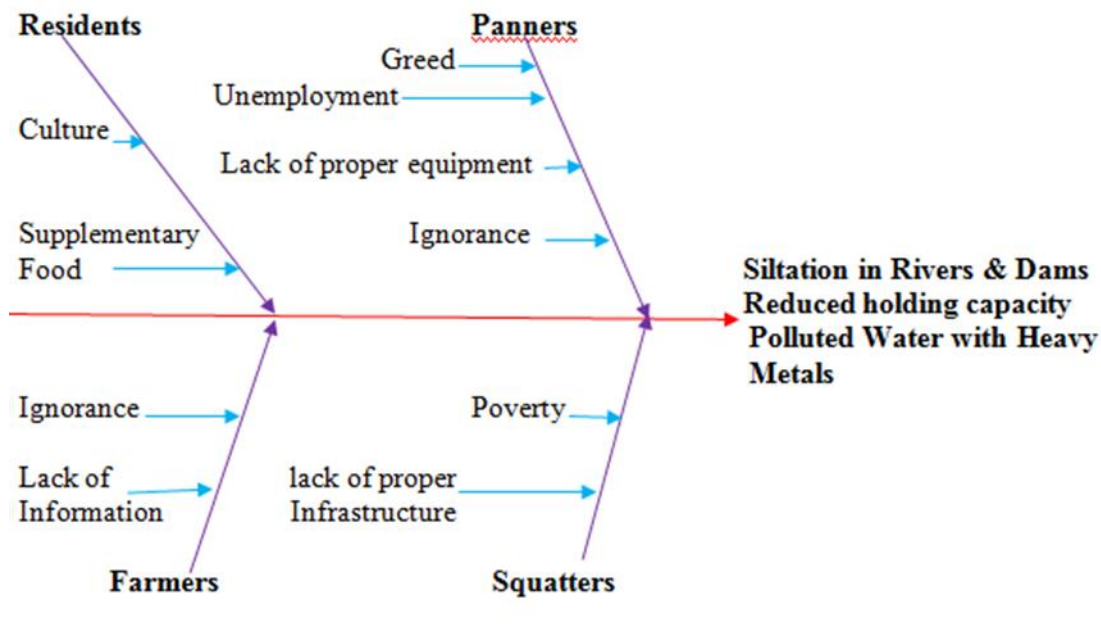 Residents
Panners
Greed
Unemployment
Culture
Lack of proper equipment
Supplementary
Food
Ignorance
Siltation in Rivers & Dams
Reduced holding capacity
Polluted Water with Heavy
Metals
Ignorance
Poverty
Lack of
Information
lack of proper
Infrastructure
Farmers
Squatters